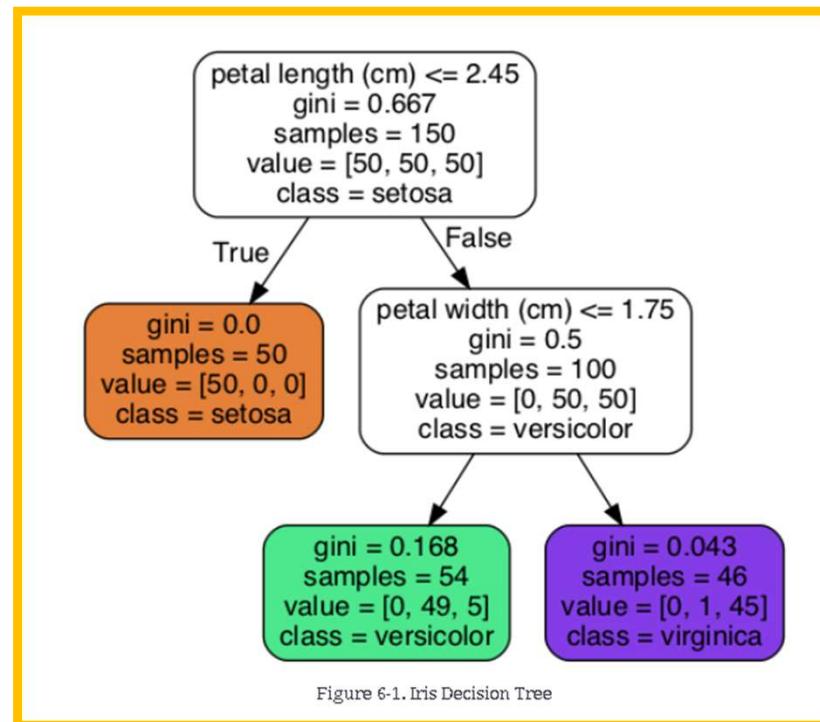 petal length (cm) <= 2.45
gini = 0.667
samples = 150
value = [50, 50, 50]
class = setosa
True
False
gini = 0.0
samples = 50
value = [50, 0, 0]
class = setosa
petal width (cm) <= 1.75
gini = 0.5
samples = 100
value = [0, 50, 50]
class = versicolor
gini = 0.168
samples = 54
value = [0, 49, 5]
class = versicolor
gini = 0.043
samples = 46
value = [0, 1, 45]
class = virginica
Figure 6-1. Iris Decision Tree